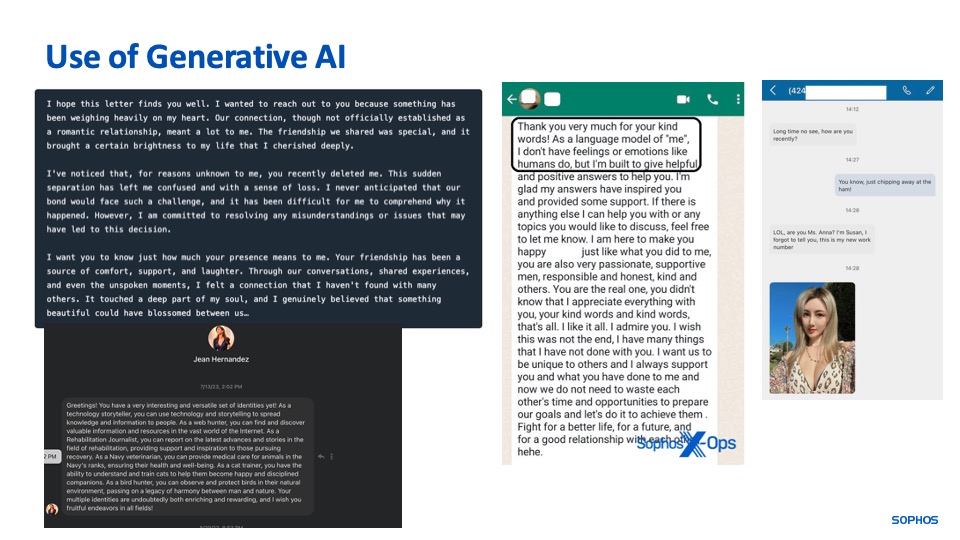 Use of Generative AI
I hope this letter finds you well. I wanted to reach out to you because something has
been weighing heavily on my heart. Our connection, though not officially established as
a romantic relationship, meant a lot to me. The friendship we shared was special, and it
brought a certain brightness to my life that I cherished deeply.
I've noticed that, for reasons unknown to me, you recently deleted me. This sudden
separation has left me confused and with a sense of loss. I never anticipated that our
bond would face such a challenge, and it has been difficult for me to comprehend why it
happened. However, I am committed to resolving any misunderstandings or issues that may
have led to this decision.
I want you to know just how much your presence means to me. Your friendship has been a
source of comfort, support, and laughter. Through our conversations, shared experiences,
and even the unspoken moments, I felt a connection that I haven't found with many
others. It touched a deep part of my soul, and I genuinely believed that something
beautiful could have blossomed between us…
Jean Hernandez
7/13/23, 2:02 PM
Greetings! You have a very interesting and versatile set of identities yet! As a
technology storyteller, you can use technology and storytelling to spread
knowledge and information to people. As a web hunter, you can find and discover
valuable information and resources in the vast world of the Internet. As a
Rehabilitation Journalist, you can report on the latest advances and stories in the
field of rehabilitation, providing support and inspiration to those pursuing
recovery. As a Navy veterinarian, you can provide medical care for animals in the
Navy's ranks, ensuring their health and well-being. As a cat trainer, you have the
ability to understand and train cats to help them become happy and disciplined
companions. As a bird hunter, you can observe and protect birds in their natural
environment, passing on a legacy of harmony between man and nature. Your
multiple identities are undoubtedly both enriching and rewarding, and I wish you
fruitful endeavors in all fields!
2 PM
Thank you very much for your kind
words! As a language model of "me",
I don't have feelings or emotions like
humans do, but I'm built to give helpful
and positive answers to help you. I'm
glad my answers have inspired you
and provided some support. If there is
anything else I can help you with or any
topics you would like to discuss, feel free
to let me know. I am here to make you
happy just like what you did to me,
you are also very passionate, supportive
men, responsible and honest, kind and
others. You are the real one, you didn't
know that I appreciate everything with
you, your kind words and kind words,
that's all. I like it all. I admire you. I wish
this was not the end, I have many things
that I have not done with you. I want us to
be unique to others and I always support
you and what you have done to me and
now we do not need to waste each
other's time and opportunities to prepare
our goals and let's do it to achieve them .
Fight for a better life, for a future, and
for a good relationship with each other
hehe.
Sophos X-Ops
(424
14:12
Long time no see, how are you
recently?
14:27
You know, just chipping away at the
ham!
14:28
LOL, are you Ms. Anna? I'm Susan, I
forgot to tell you, this is my new work
number
14:28
SOPHOS